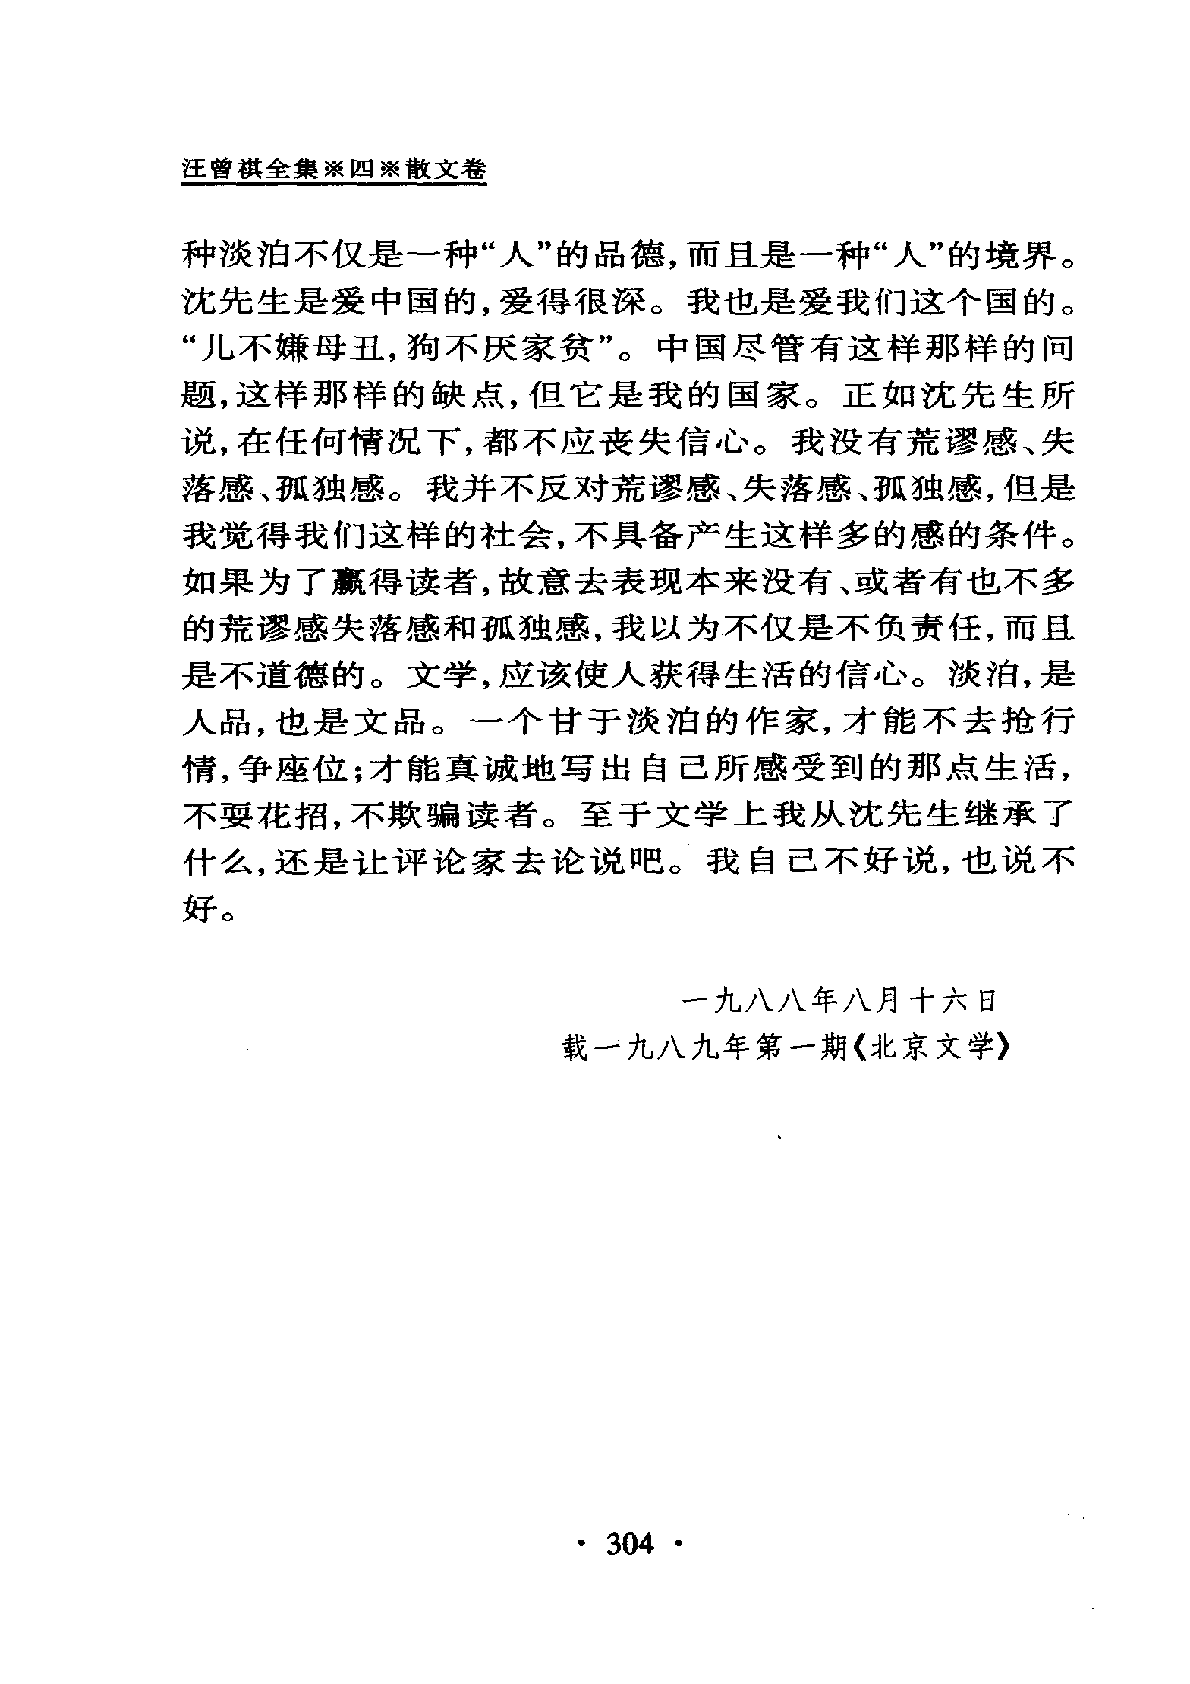 汪曾祺全集※四※散文卷
种淡泊不仅是一种“人”的品德,而且是一种“人”的境界。
沈先生是爱中国的,爱得很深。我也是爱我们这个国的。
“儿不嫌母丑,狗不厌家贫”。中国尽管有这样那样的问
题,这样那样的缺点,但它是我的国家。正如沈先生所
说,在任何情况下,都不应丧失信心。我没有荒谬感、失
落感、孤独感。我并不反对荒谬感、失落感、孤独感,但是
我觉得我们这样的社会,不具备产生这样多的感的条件。
如果为了赢得读者,故意去表现本来没有、或者有也不多
的荒谬感失落感和孤独感,我以为不仅是不负责任,而且
是不道德的。文学,应该使人获得生活的信心。淡泊,是
人品,也是文品。一个甘于淡泊的作家,才能不去抢行
情,争座位;才能真诚地写出自己所感受到的那点生活,
不耍花招,不欺骗读者。至于文学上我从沈先生继承了
什么,还是让评论家去论说吧。我自己不好说,也说不
好。
一九八八年八月十六日
载一九八九年第一期《北京文学》
· 304 ·